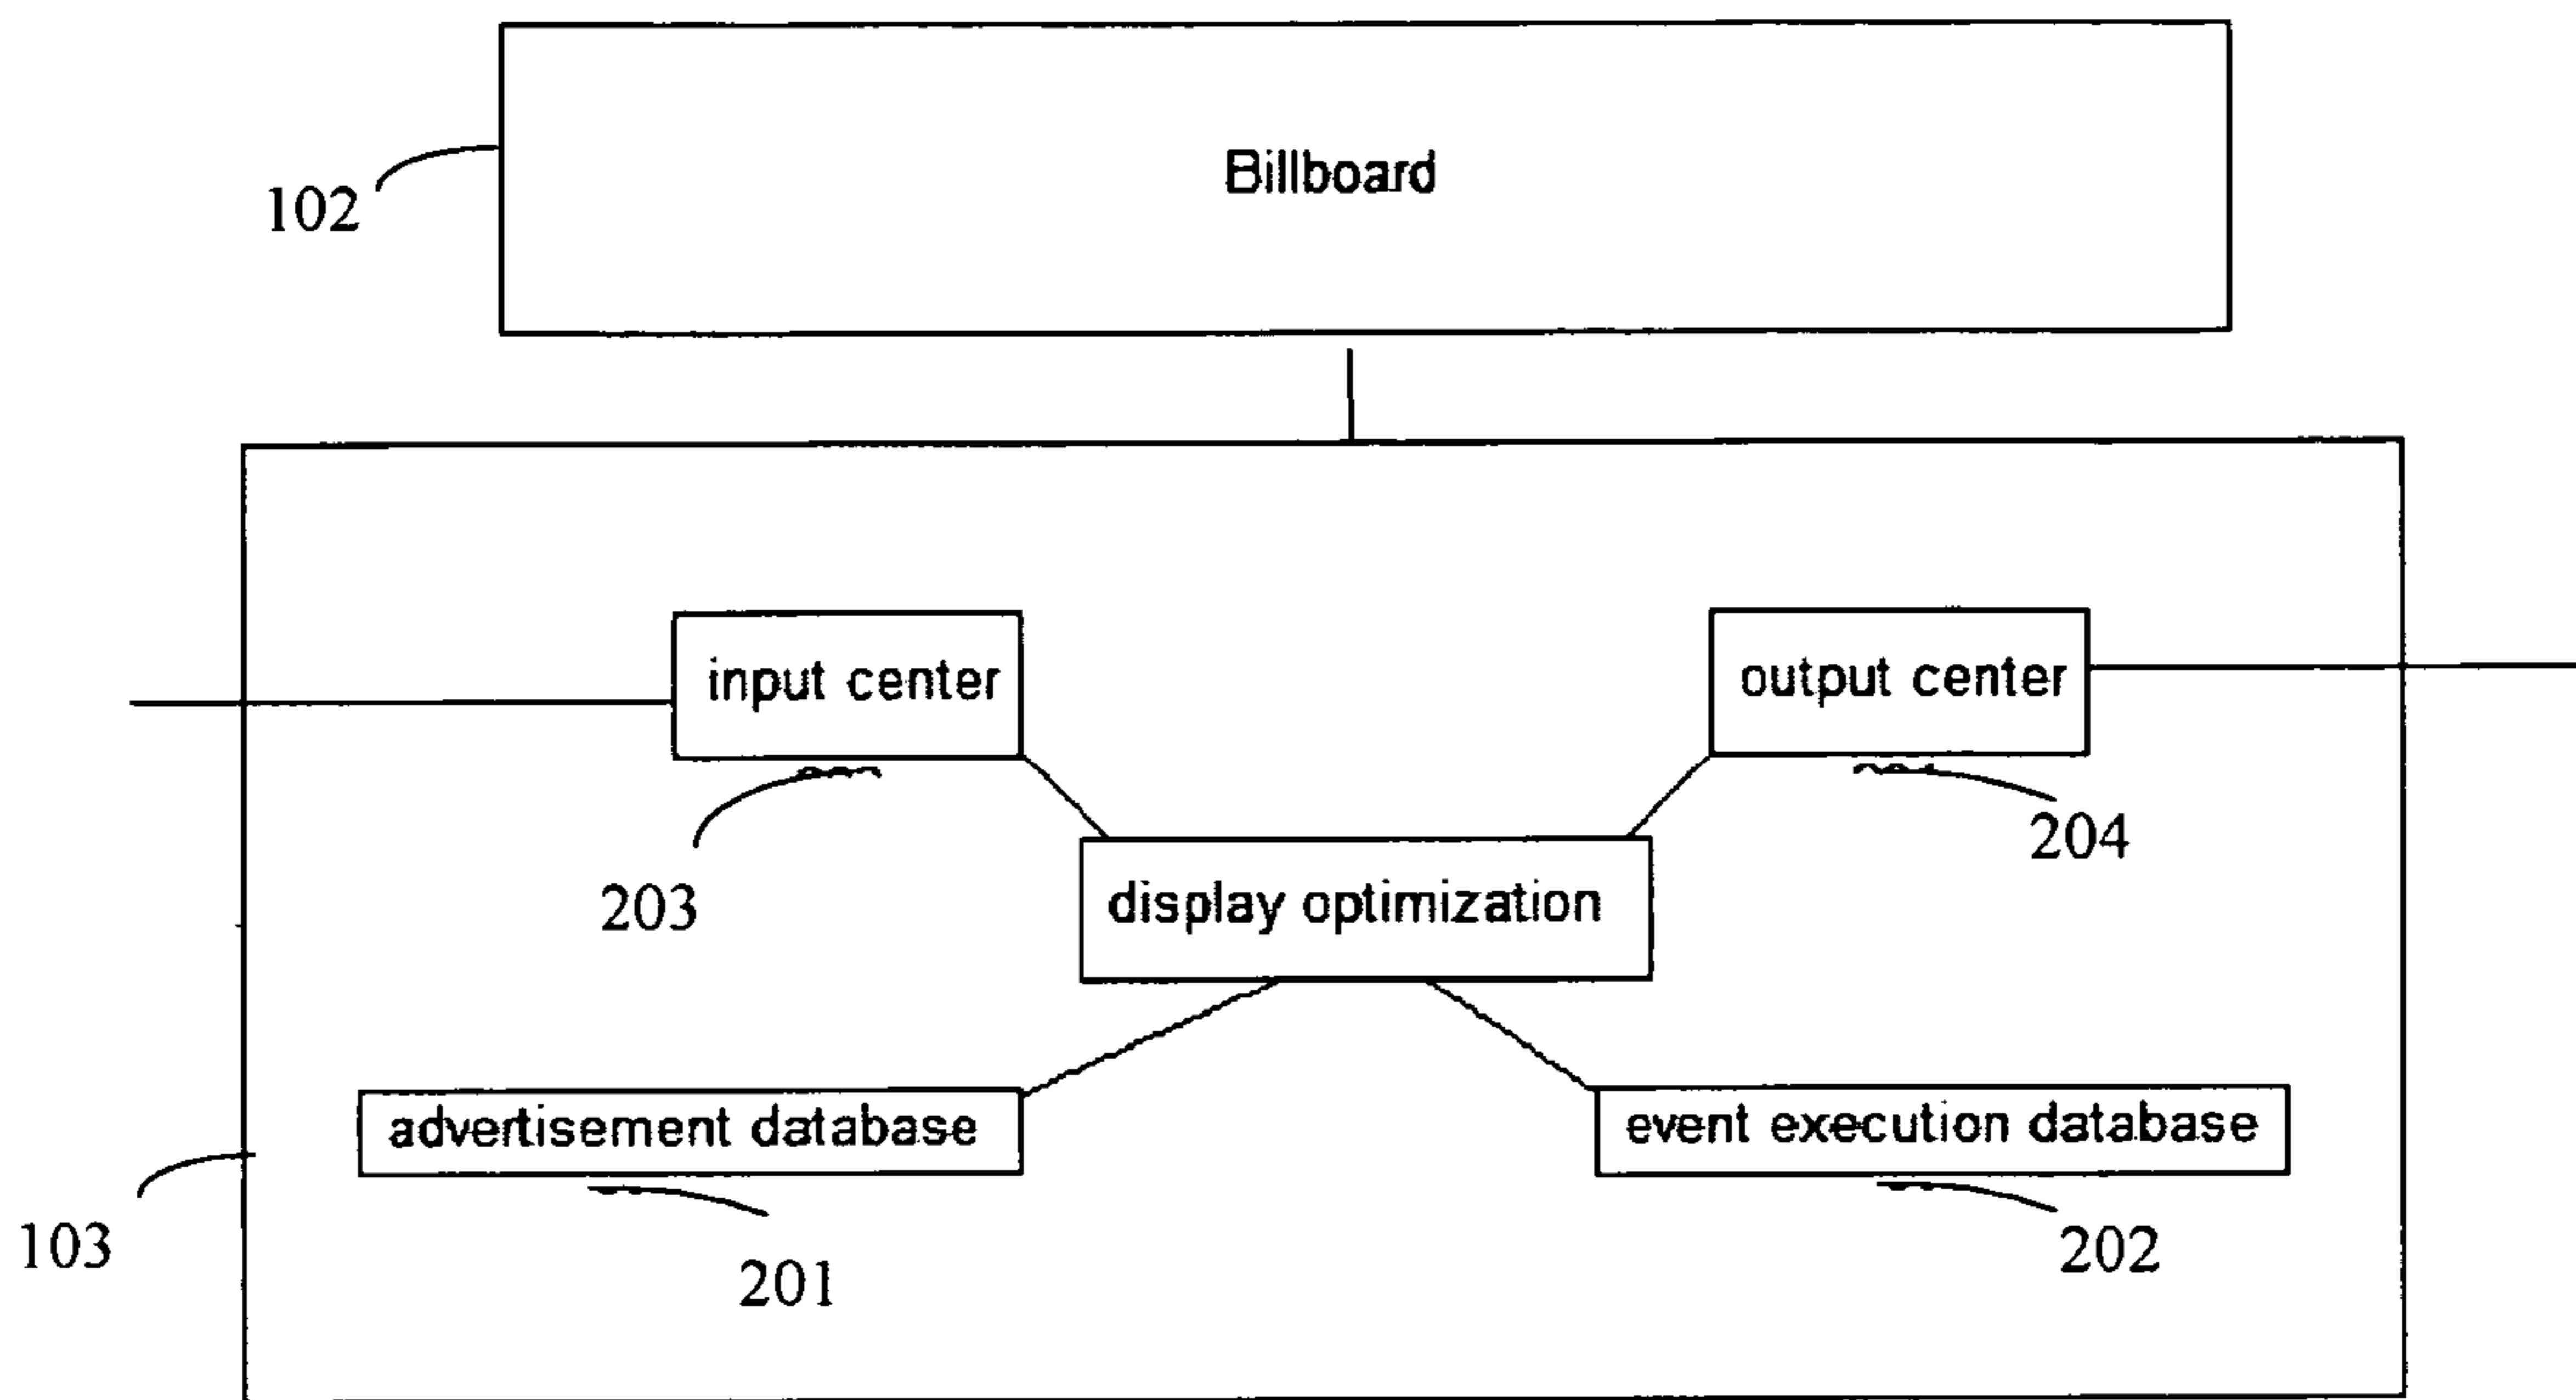 Billboard
102
input center
output center
203
204
display optimization
advertisement database
event execution database
103
201
202